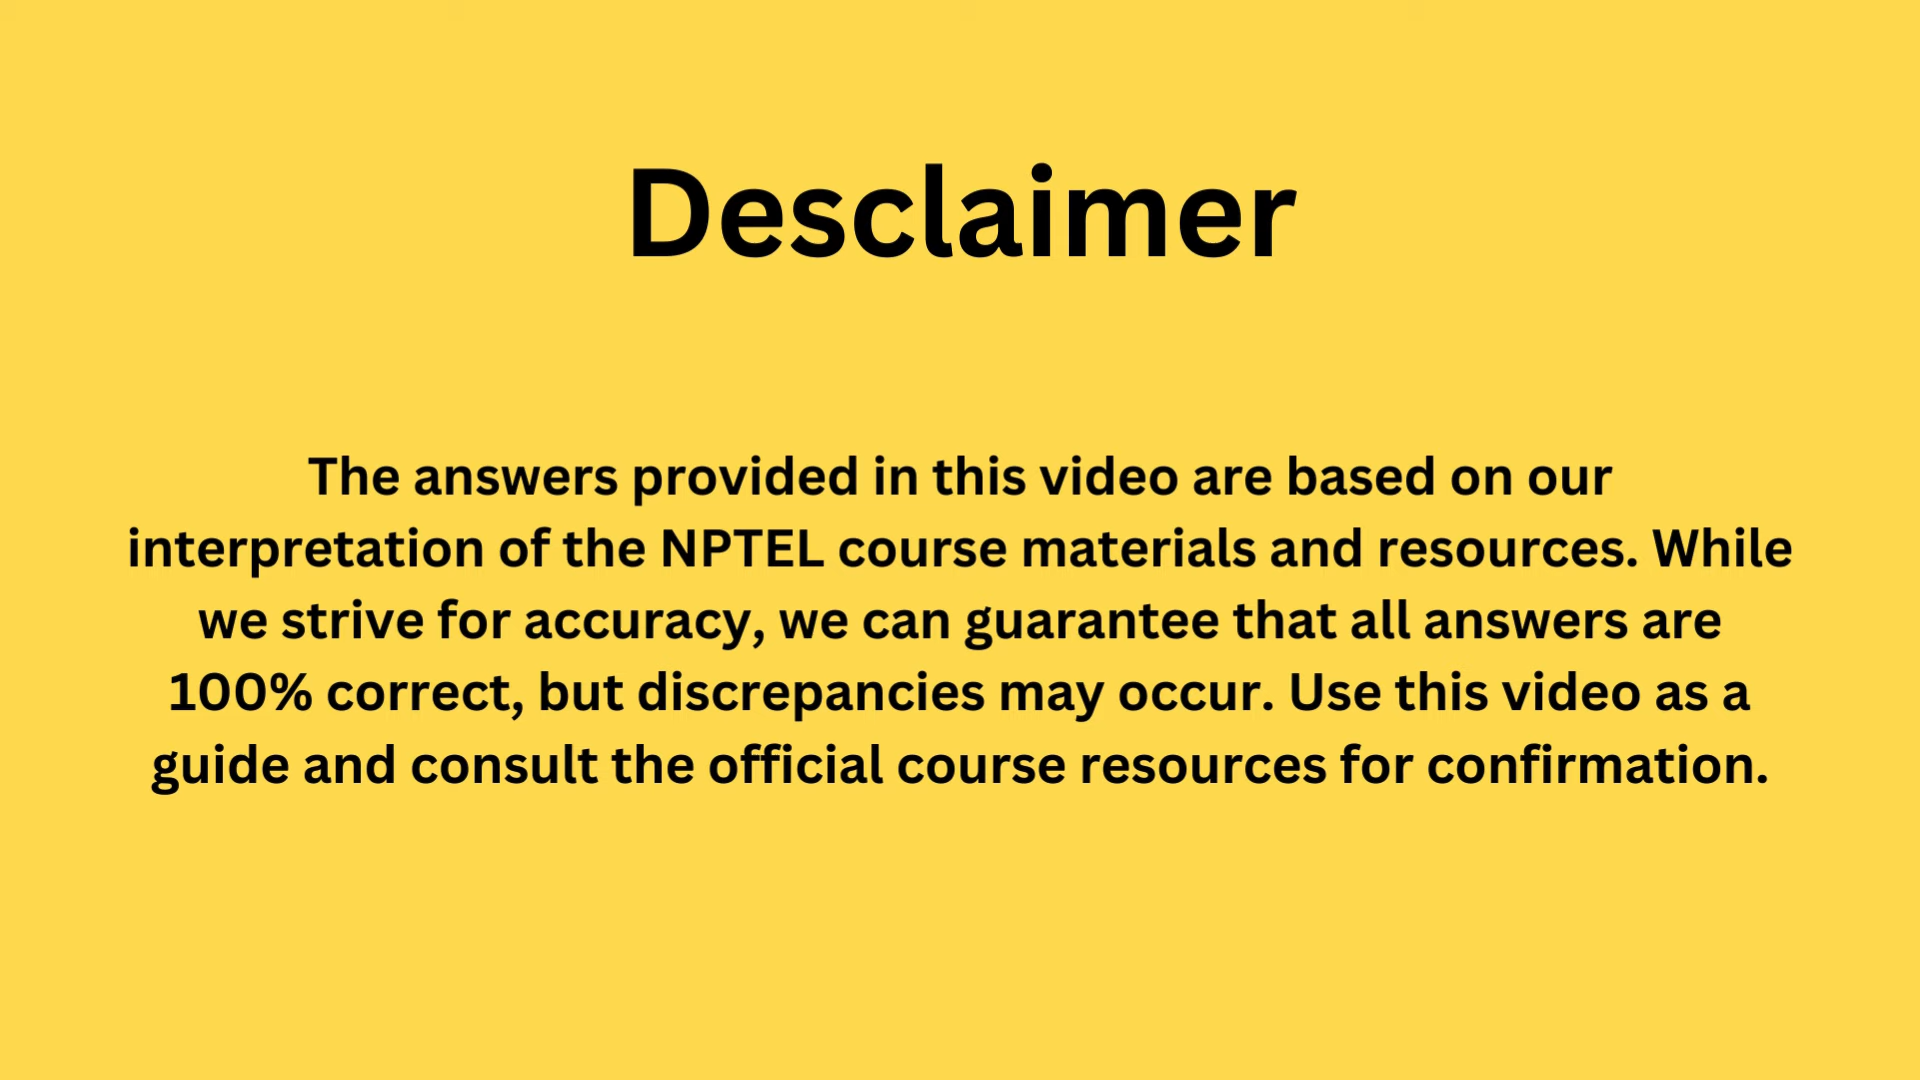 Desclaimer
The answers provided in this video are based on our
interpretation of the NPTEL course materials and resources. While
we strive for accuracy, we can guarantee that all answers are
100% correct, but discrepancies may occur. Use this video as a
guide and consult the official course resources for confirmation.